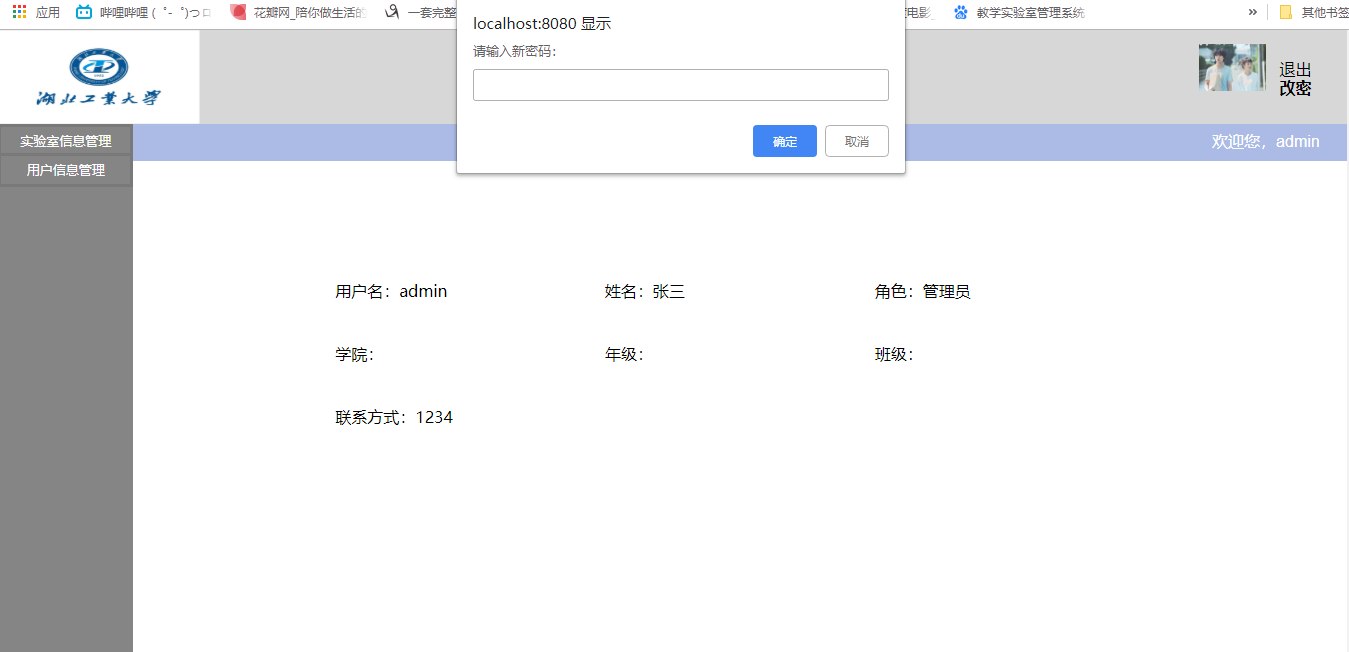 应用 哔哩哔哩 ( ゜- ゜)つロ 花瓣网_陪你做生活的 一套完整 电影_ 教学实验室管理系统 » 其他书签
localhost:8080 显示
请输入新密码：
确定 取消
湖北工業大學
退出
改密
实验室信息管理
用户信息管理
欢迎您，admin
用户名：admin 姓名：张三 角色：管理员
学院： 年级： 班级：
联系方式：1234